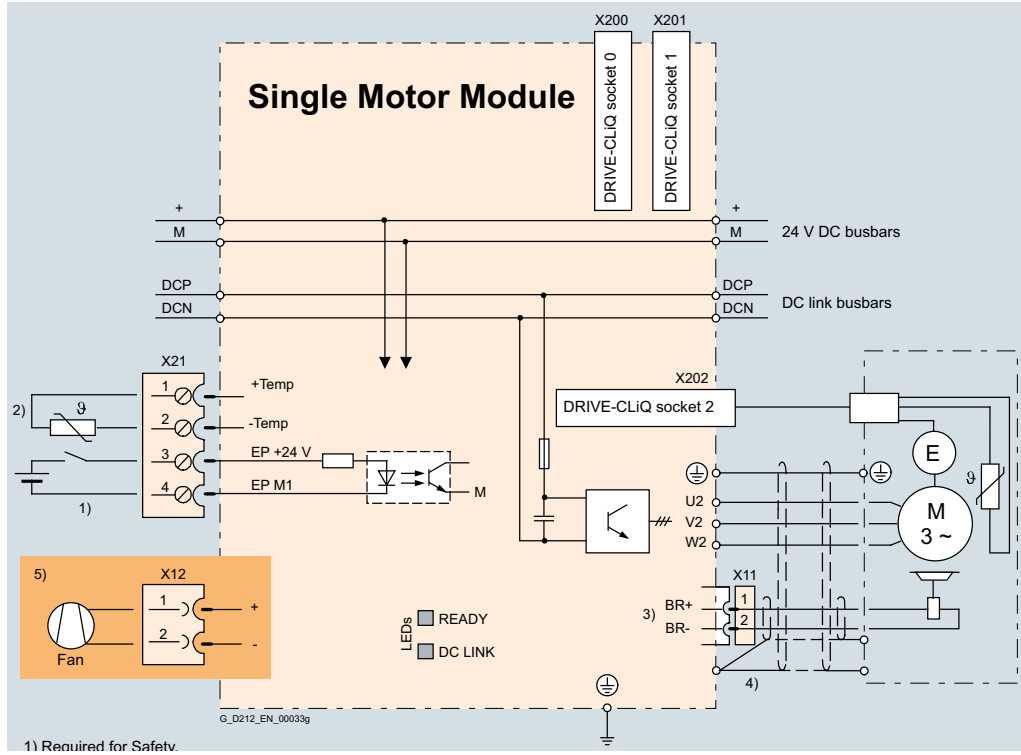 X200
X201
DRIVE-CLiQ socket 0
DRIVE-CLiQ socket 1
Single Motor Module
+
M
+
M
24 V DC busbars
DCP
DCN
DCP
DCN
DC link busbars
X21
1
2
3
4
+Temp
-Temp
EP +24 V
EP M1
M
2)
ϑ
1)
X202
DRIVE-CLiQ socket 2
E
M
3 ~
ϑ
U2
V2
W2
5)
X12
1
2
+
-
Fan
LEDs
READY
DC LINK
3)
BR+
BR-
X11
1
2
4)
G_D212_EN_00033g
1) Required for Safety.